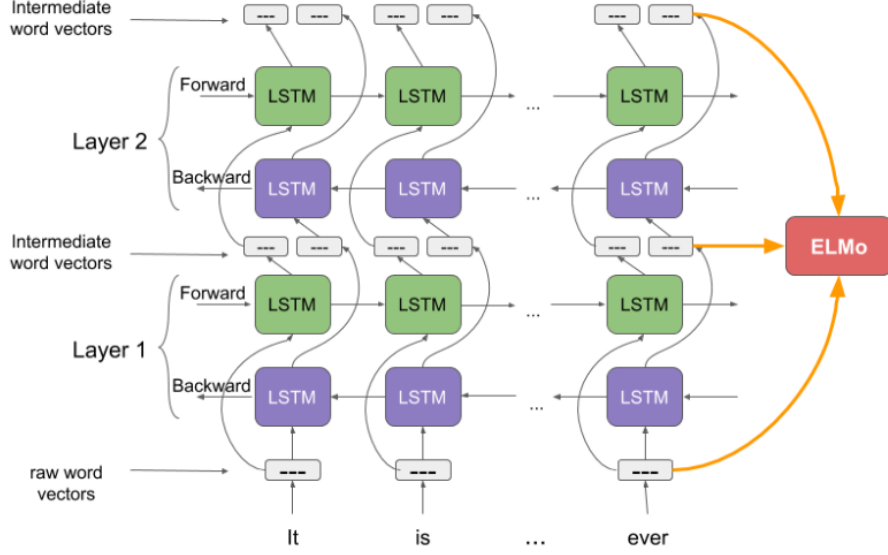 Intermediate
word vectors
--- --- --- --- --- ---
Forward
LSTM LSTM ... LSTM
Layer 2
Backward
LSTM LSTM ... LSTM
Intermediate
word vectors
--- --- --- --- --- ---
ELMo
Forward
LSTM LSTM ... LSTM
Layer 1
Backward
LSTM LSTM ... LSTM
raw word
vectors
--- --- ---
It is ... ever